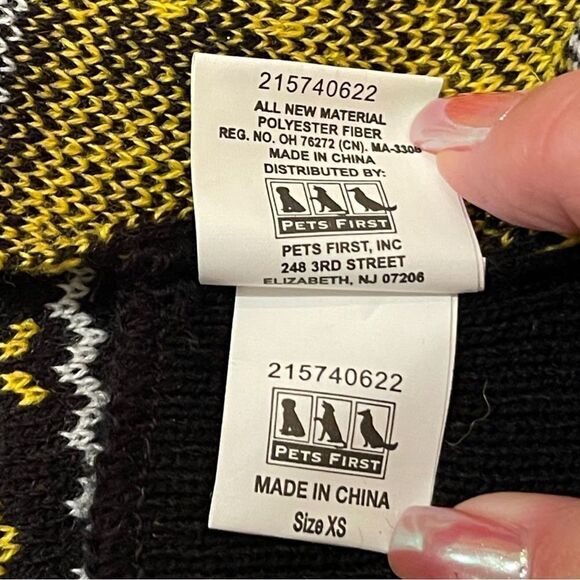 215740622
ALL NEW MATERIAL
POLYESTER FIBER
REG. NO. OH 76272 (CN). MA-3308
MADE IN CHINA
DISTRIBUTED BY:
PETS FIRST
PETS FIRST, INC
248 3RD STREET
ELIZABETH, NJ 07206
215740622
PETS FIRST
MADE IN CHINA
Size XS